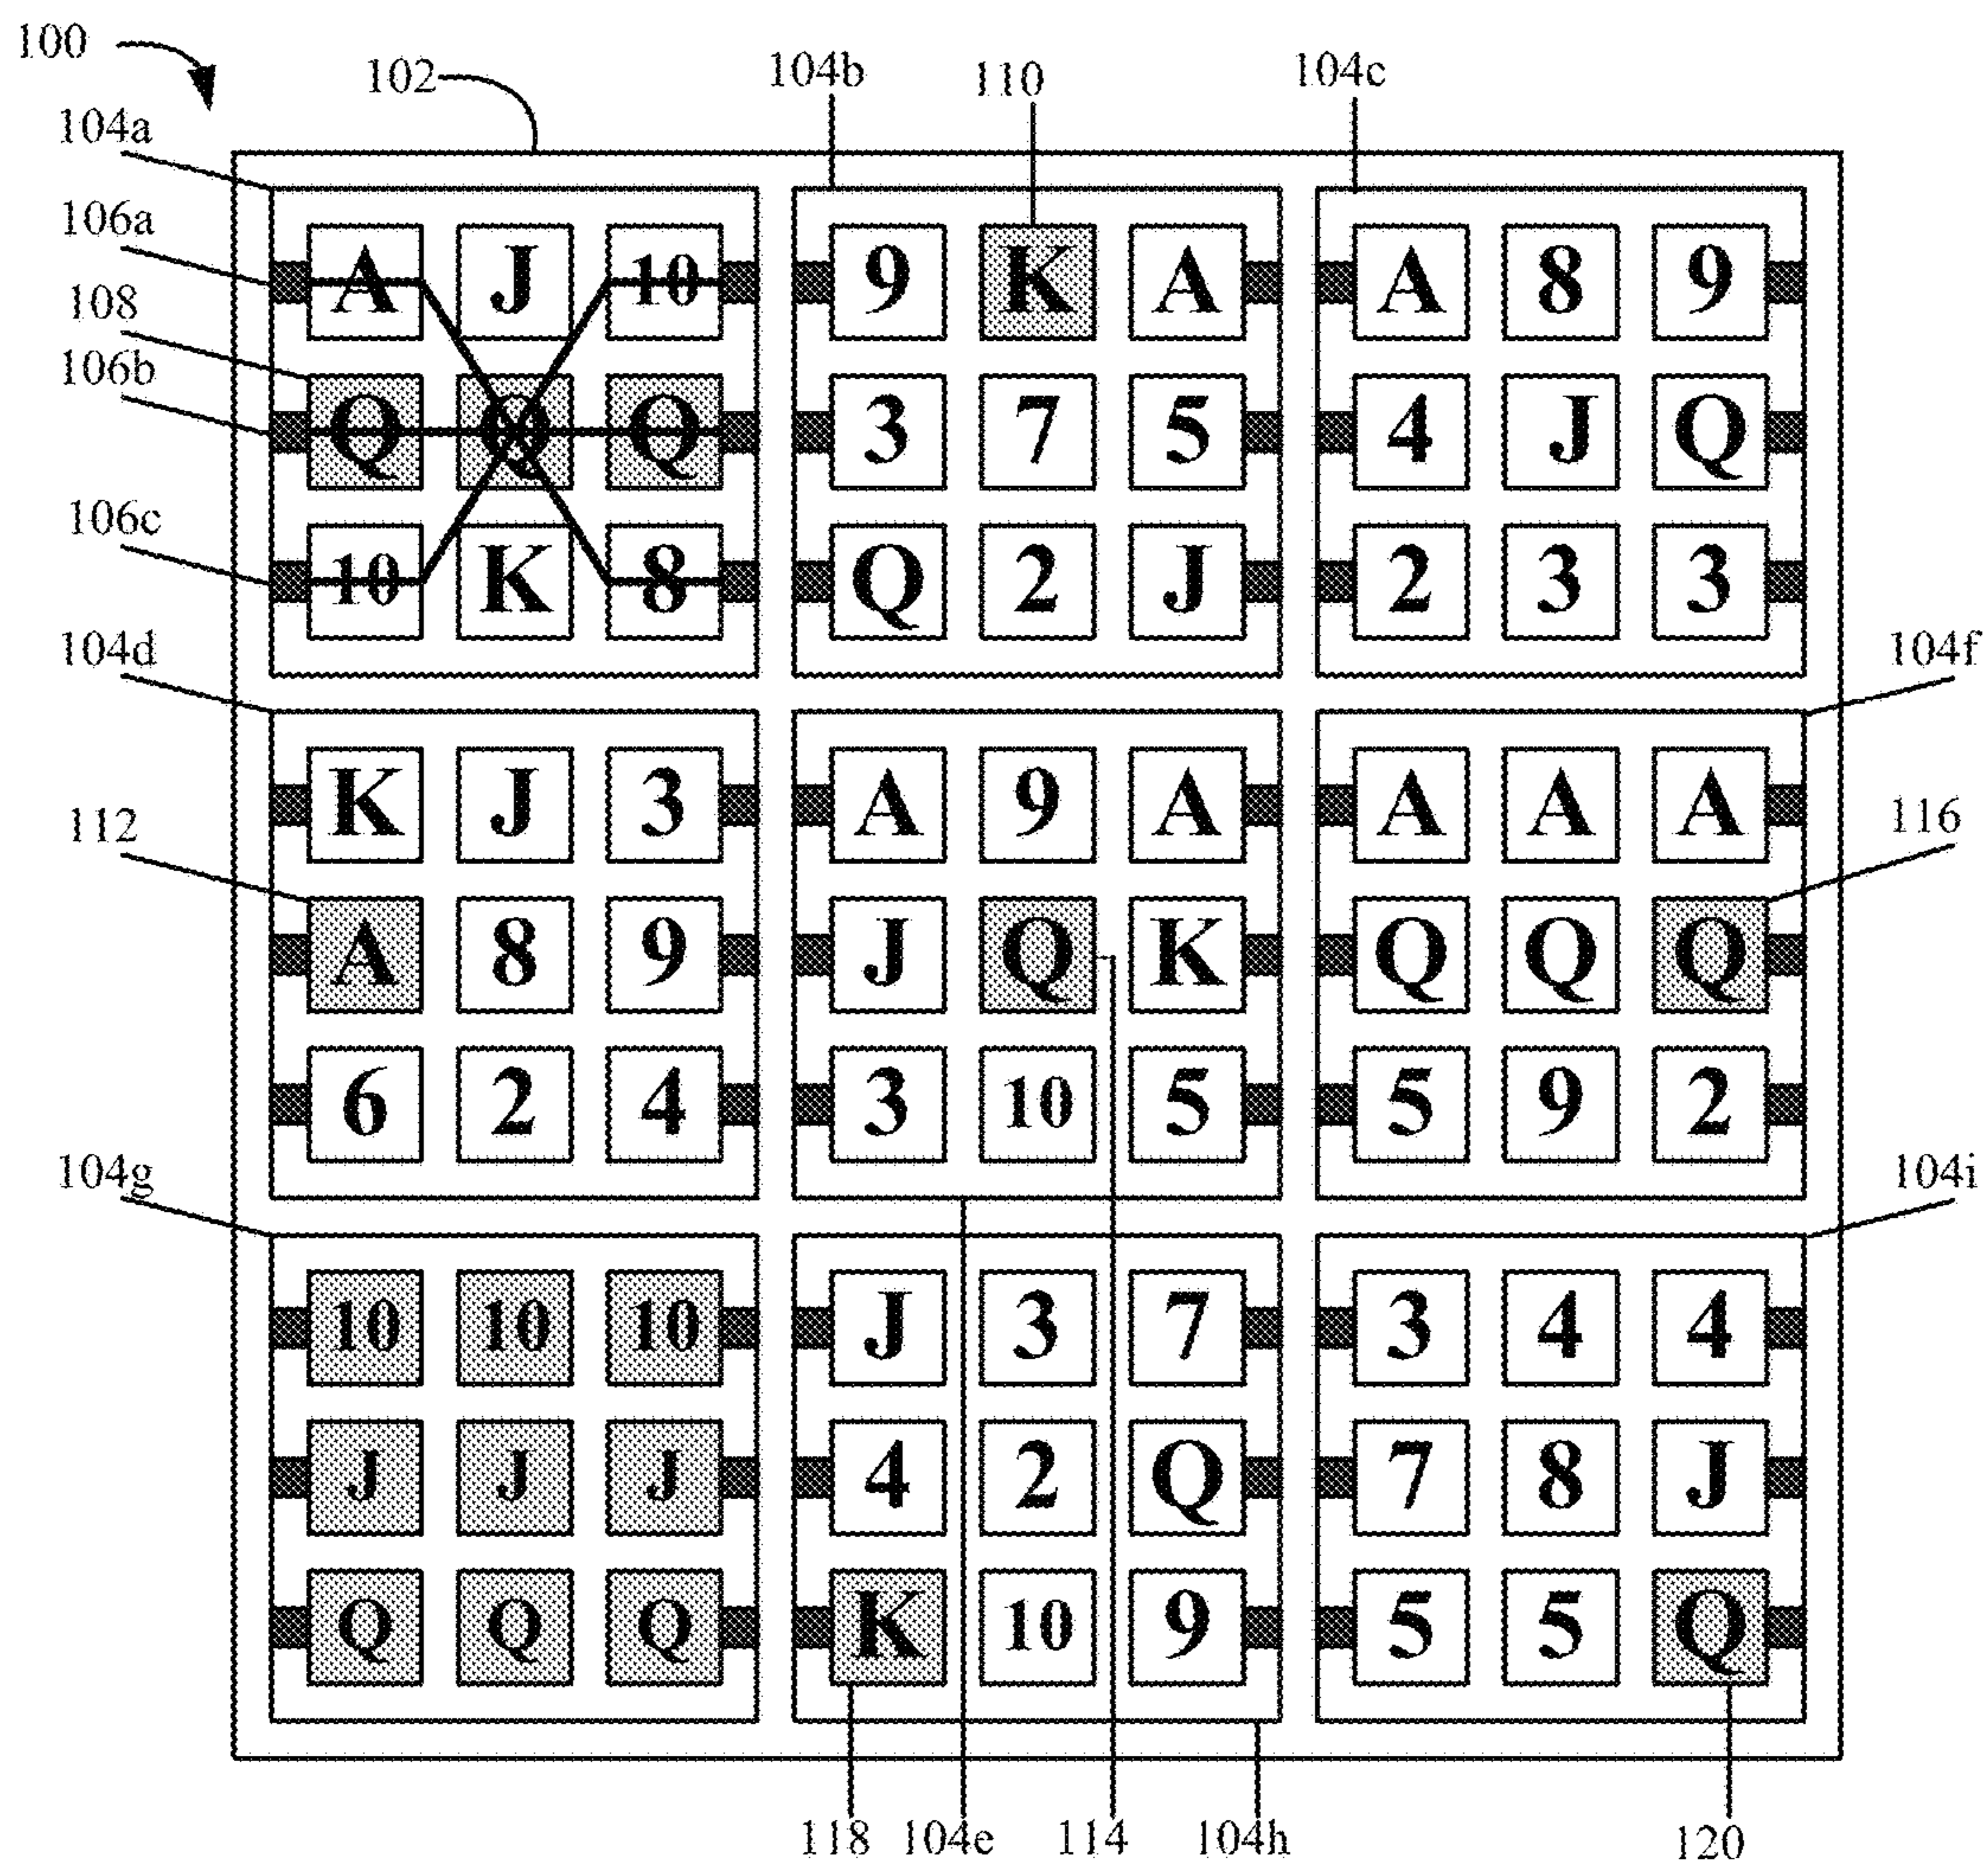 100
102
104b
110
104c
104a
106a
A J 10 9 K A A 8 9
108
106b
Q Q Q 3 7 5 4 J Q
106c
10 K 8 Q 2 J 2 3 3
104d
104f
K J 3 A 9 A A A A
112
116
A 8 9 J Q K Q Q Q
6 2 4 3 10 5 5 9 2
104g
104i
10 10 10 J 3 7 3 4 4
J J J 4 2 Q 7 8 J
Q Q Q K 10 9 5 5 Q
118 104e 114 104h 120